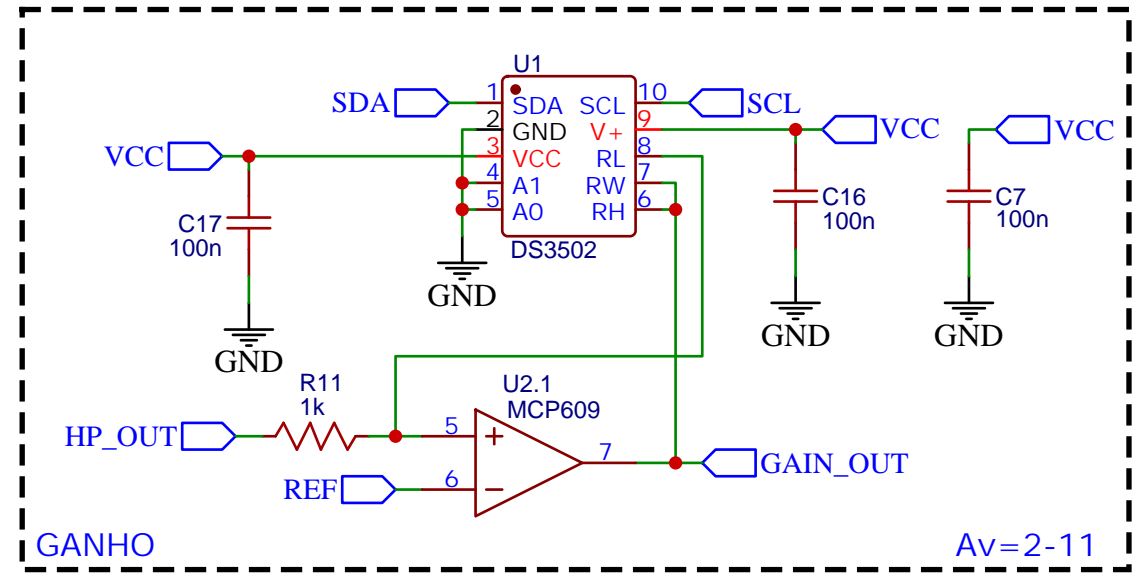 U1
SDA
1
SDA
SCL
10
SCL
2
GND
V+
9
VCC
VCC
VCC
3
VCC
RL
8
4
A1
RW
7
5
A0
RH
6
C17
100n
C16
100n
C7
100n
DS3502
GND
GND
GND
GND
R11
1k
U2.1
MCP609
HP_OUT
5
+
7
GAIN_OUT
REF
6
−
GANHO
Av=2-11